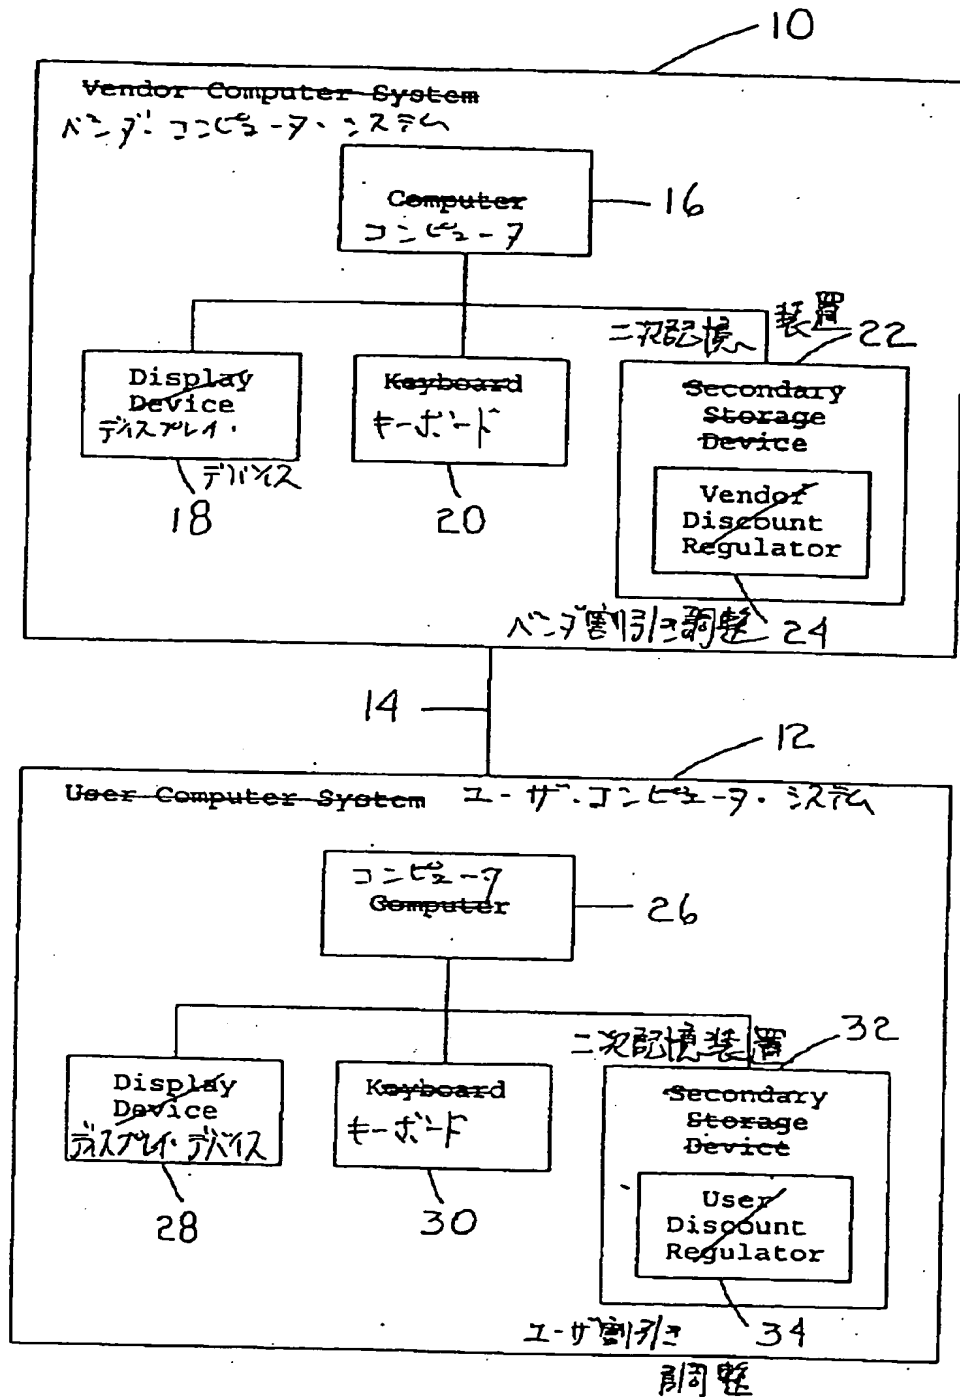 10
Vendor Computer System
ベンダ・コンピュータ・システム
Computer
コンピュータ
16
二次記憶
装置
22
Display
Device
ディスプレイ・
デバイス
18
Keyboard
キーボード
20
Secondary
Storage
Device
Vendor
Discount
Regulator
ベンダ割引き調整
24
14
12
User Computer System
ユーザ・コンピュータ・システム
コンピュータ
Computer
26
二次記憶装置
32
Display
Device
ディスプレイ・デバイス
28
Keyboard
キーボード
30
Secondary
Storage
Device
User
Discount
Regulator
ユーザ割引き
調整
34